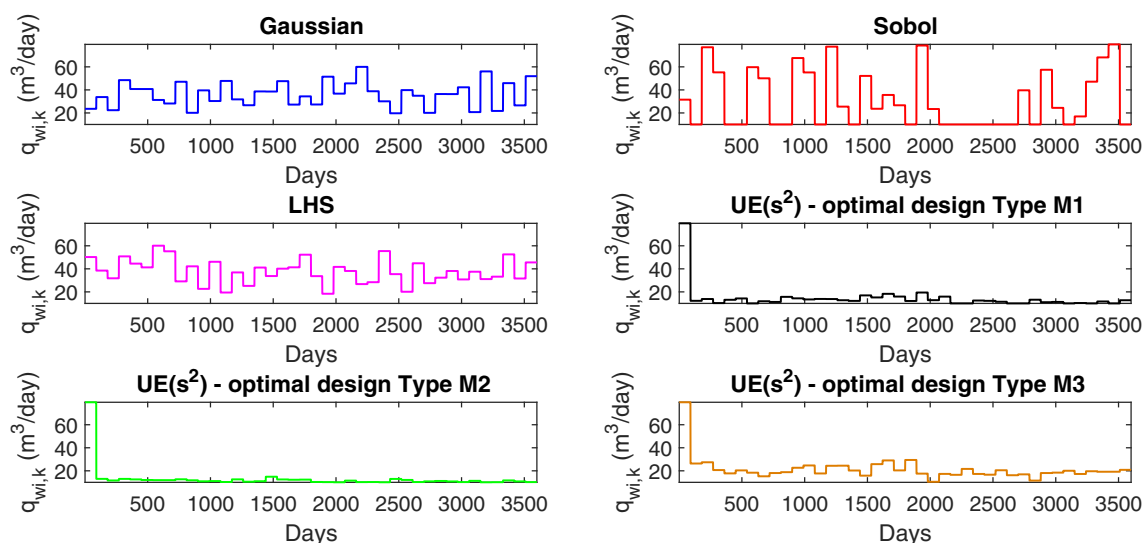 Gaussian
q_wi,k (m³/day)
60
40
20
500 1000 1500 2000 2500 3000 3500
Days
Sobol
q_wi,k (m³/day)
60
40
20
500 1000 1500 2000 2500 3000 3500
Days
LHS
q_wi,k (m³/day)
60
40
20
500 1000 1500 2000 2500 3000 3500
Days
UE(s²) - optimal design Type M1
q_wi,k (m³/day)
60
40
20
500 1000 1500 2000 2500 3000 3500
Days
UE(s²) - optimal design Type M2
q_wi,k (m³/day)
60
40
20
500 1000 1500 2000 2500 3000 3500
Days
UE(s²) - optimal design Type M3
q_wi,k (m³/day)
60
40
20
500 1000 1500 2000 2500 3000 3500
Days